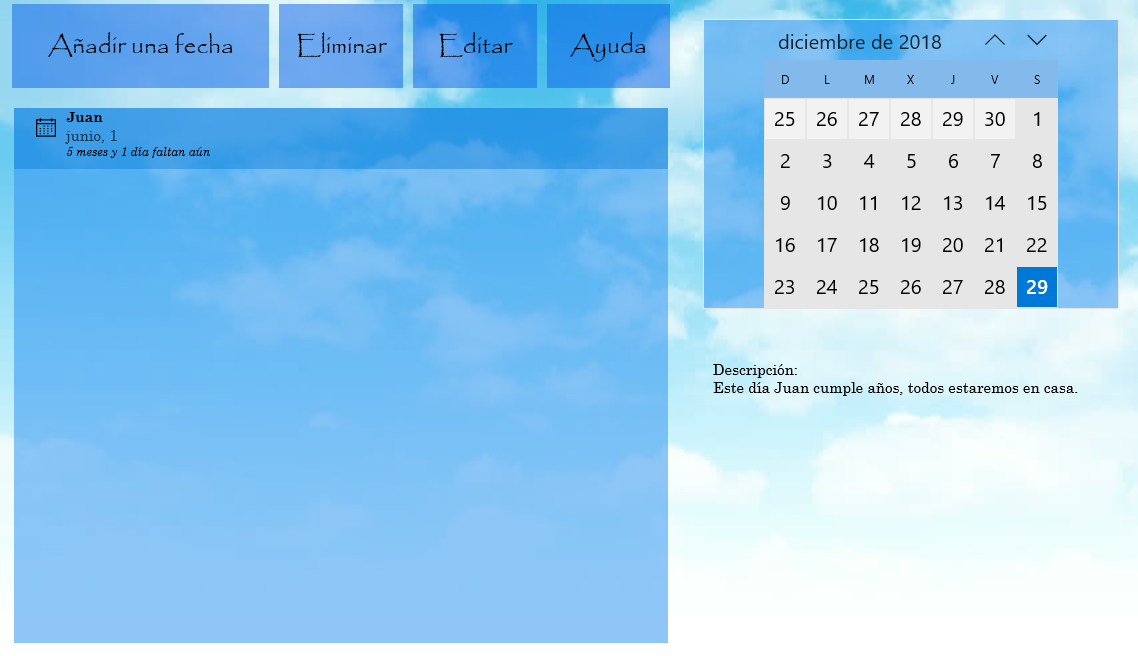 Añadir una fecha
Eliminar
Editar
Ayuda
Juan
junio, 1
5 meses y 1 día faltan aún
diciembre de 2018
D L M X J V S
25 26 27 28 29 30 1
2 3 4 5 6 7 8
9 10 11 12 13 14 15
16 17 18 19 20 21 22
23 24 25 26 27 28 29
Descripción:
Este día Juan cumple años, todos estaremos en casa.